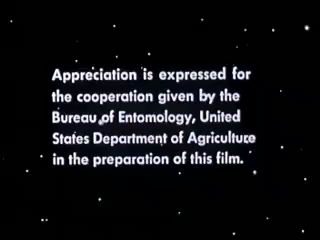 Appreciation is expressed for
the cooperation given by the
Bureau of Entomology, United
States Department of Agriculture
in the preparation of this film.